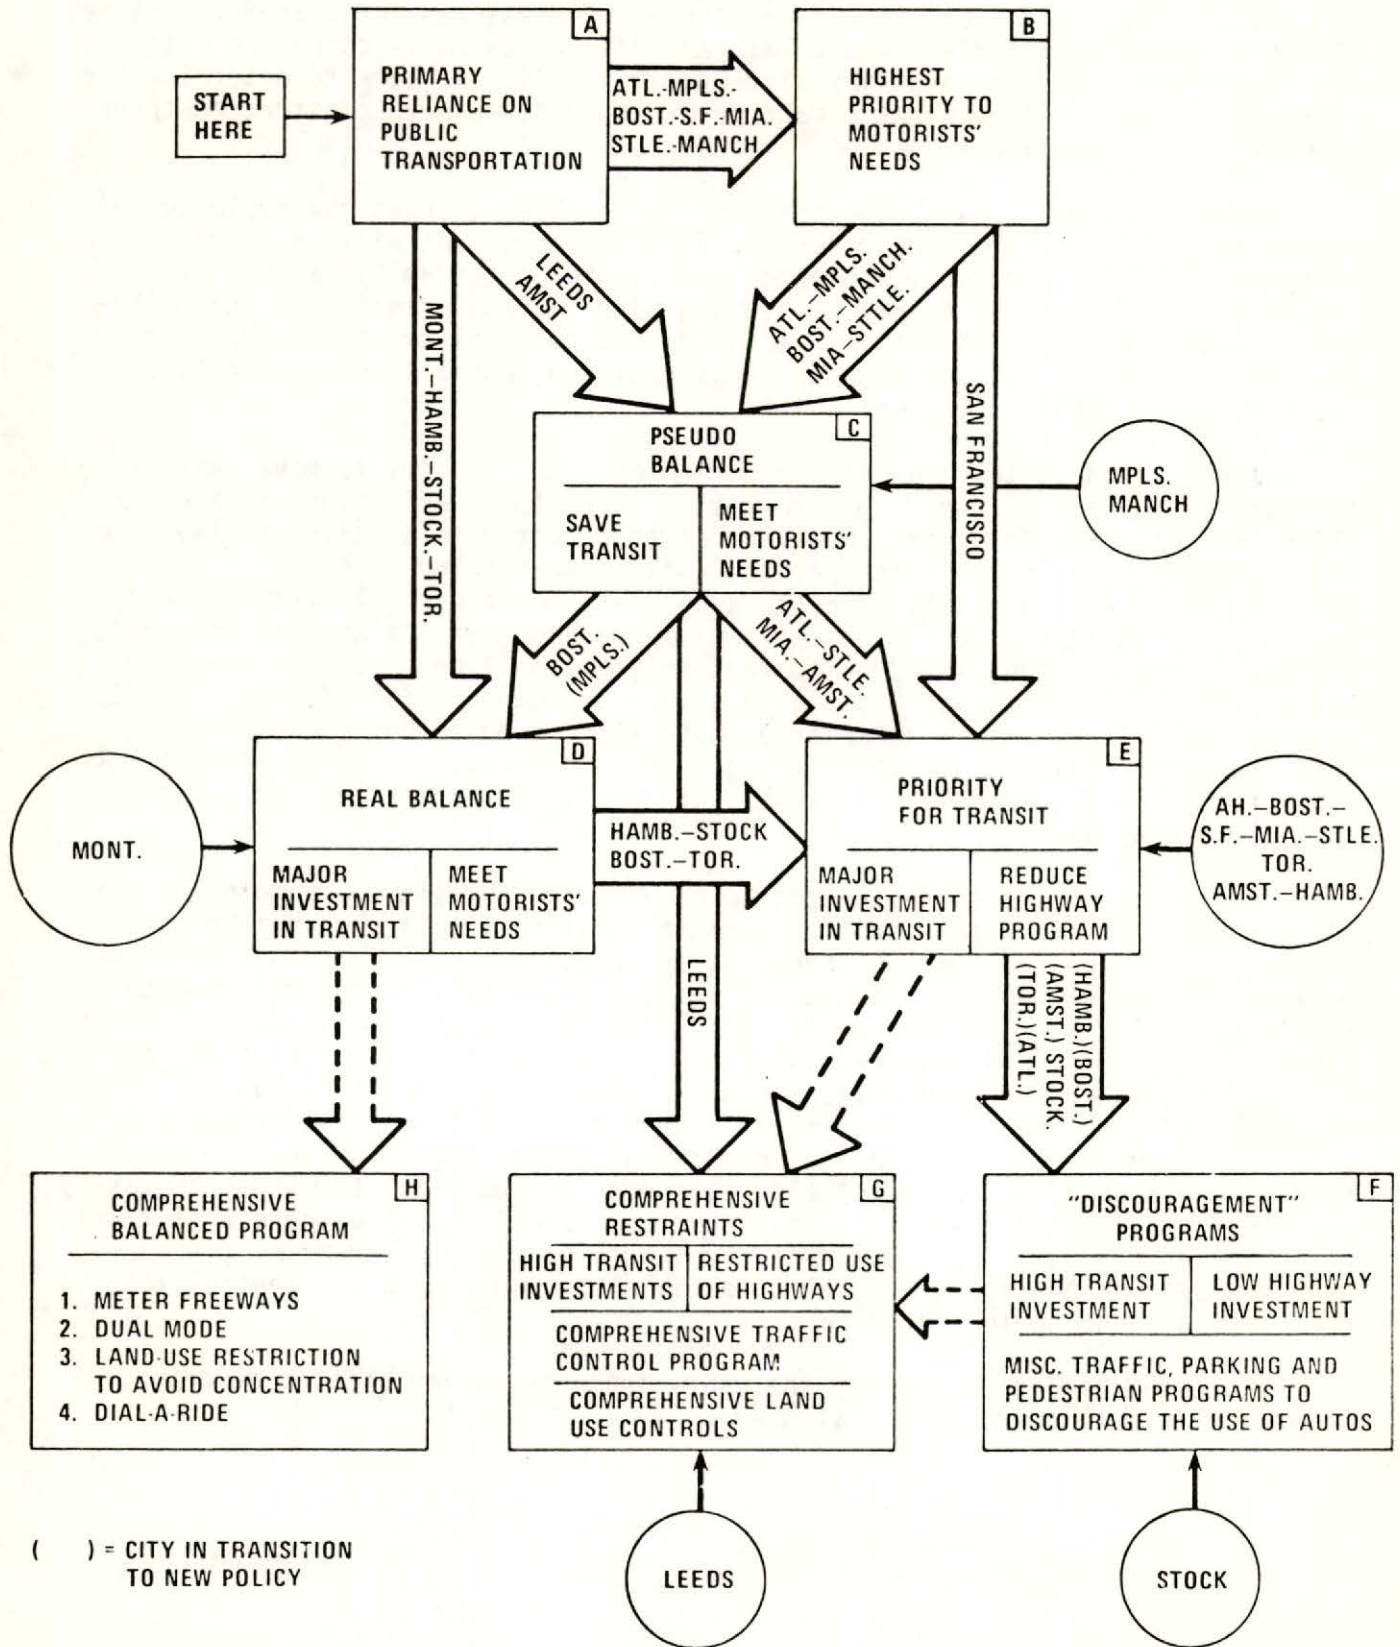 START
HERE
A
PRIMARY
RELIANCE ON
PUBLIC
TRANSPORTATION
ATL.-MPLS.-
BOST.-S.F.-MIA.
STLE.-MANCH
B
HIGHEST
PRIORITY TO
MOTORISTS'
NEEDS
MONT.-HAMB.-STOCK.-TOR.
LEEDS
AMST
ATL.-MPLS.
BOST.-MANCH.
MIA-STTLE.
SAN FRANCISCO
C
PSEUDO
BALANCE
SAVE
TRANSIT
MEET
MOTORISTS'
NEEDS
MPLS.
MANCH
BOST.
(MPLS.)
ATL.-STLE.
MIA.-AMST.
MONT.
D
REAL BALANCE
MAJOR
INVESTMENT
IN TRANSIT
MEET
MOTORISTS'
NEEDS
HAMB.-STOCK
BOST.-TOR.
E
PRIORITY
FOR TRANSIT
MAJOR
INVESTMENT
IN TRANSIT
REDUCE
HIGHWAY
PROGRAM
AH.-BOST.-
S.F.-MIA.-STLE.
TOR.
AMST.-HAMB.
LEEDS
(HAMB.)(BOST.)
(AMST.) STOCK.
(TOR.)(ATL.)
H
COMPREHENSIVE
BALANCED PROGRAM
1. METER FREEWAYS
2. DUAL MODE
3. LAND-USE RESTRICTION
TO AVOID CONCENTRATION
4. DIAL-A-RIDE
G
COMPREHENSIVE
RESTRAINTS
HIGH TRANSIT
INVESTMENTS
RESTRICTED USE
OF HIGHWAYS
COMPREHENSIVE TRAFFIC
CONTROL PROGRAM
COMPREHENSIVE LAND
USE CONTROLS
F
"DISCOURAGEMENT"
PROGRAMS
HIGH TRANSIT
INVESTMENT
LOW HIGHWAY
INVESTMENT
MISC. TRAFFIC, PARKING AND
PEDESTRIAN PROGRAMS TO
DISCOURAGE THE USE OF AUTOS
( ) = CITY IN TRANSITION
TO NEW POLICY
LEEDS
STOCK